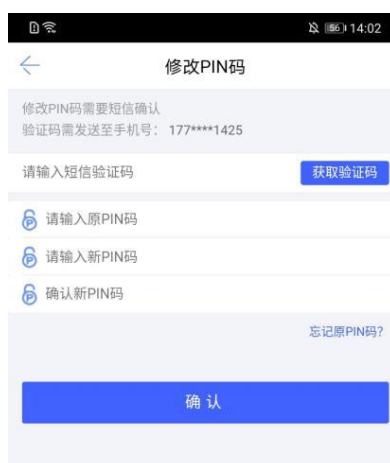 56 14:02
修改PIN码
修改PIN码需要短信确认
验证码需发送至手机号： 177****1425
请输入短信验证码 获取验证码
请输入原PIN码
请输入新PIN码
确认新PIN码
忘记原PIN码?
确 认